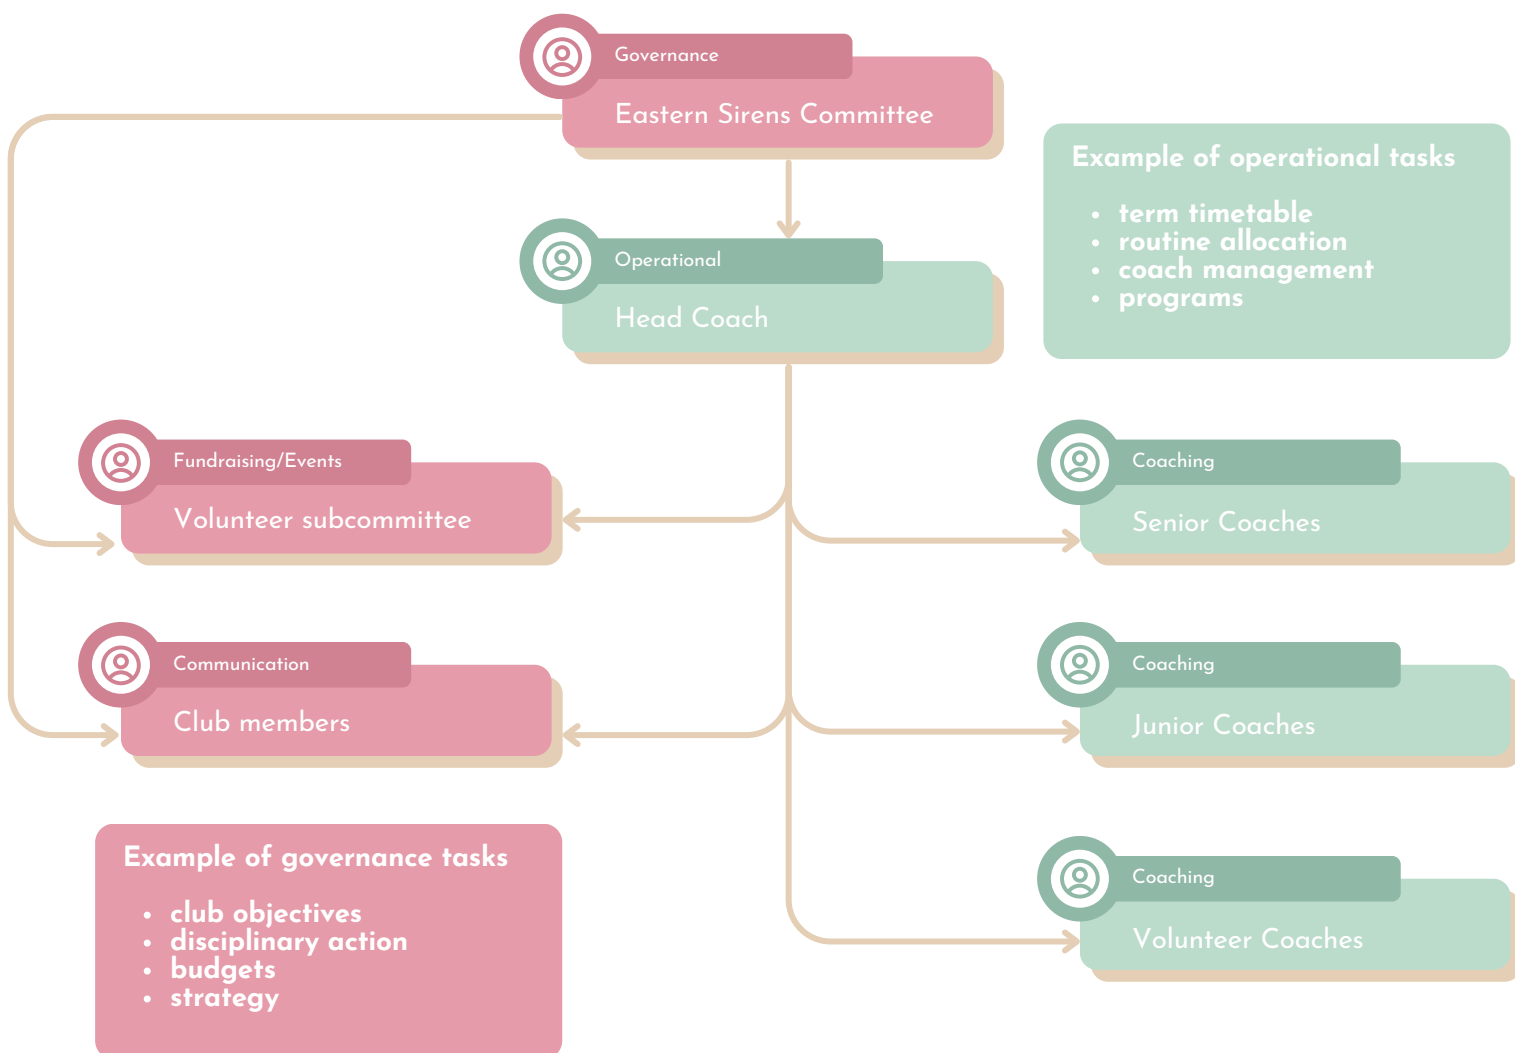 Governance
Eastern Sirens Committee
Example of operational tasks
• term timetable
• routine allocation
• coach management
• programs
Operational
Head Coach
Fundraising/Events
Volunteer subcommittee
Coaching
Senior Coaches
Communication
Club members
Coaching
Junior Coaches
Example of governance tasks
• club objectives
• disciplinary action
• budgets
• strategy
Coaching
Volunteer Coaches